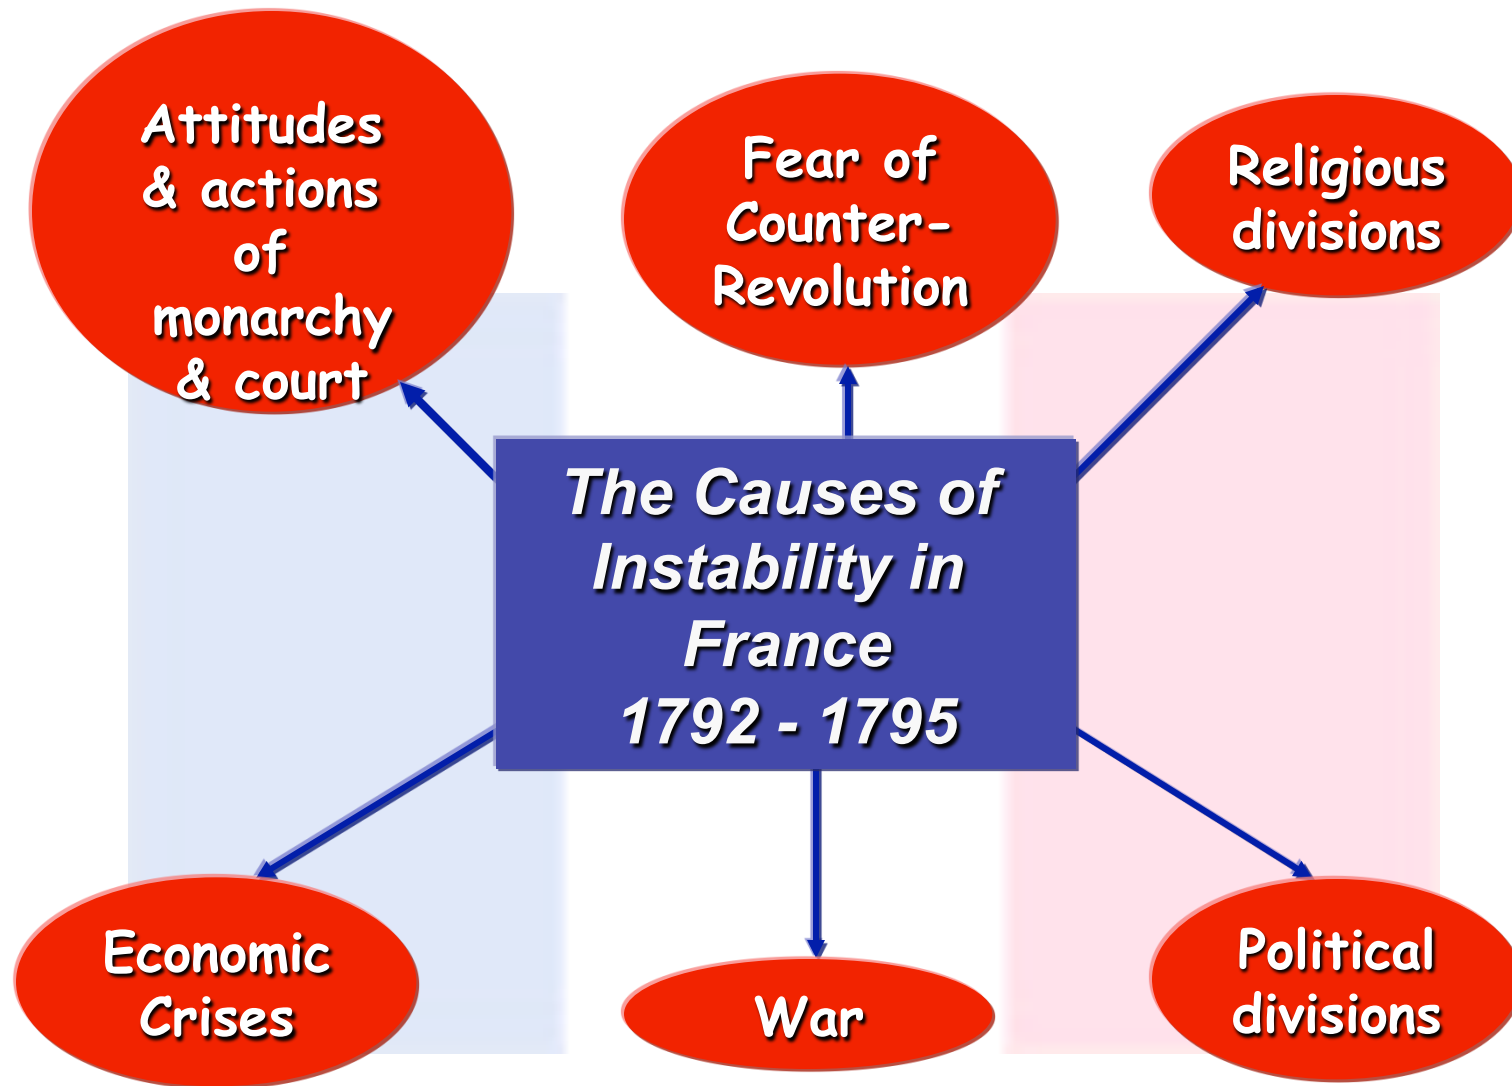 Attitudes
& actions
of
monarchy
& court
Fear of
Counter-
Revolution
Religious
divisions
The Causes of
Instability in
France
1792 - 1795
Economic
Crises
War
Political
divisions